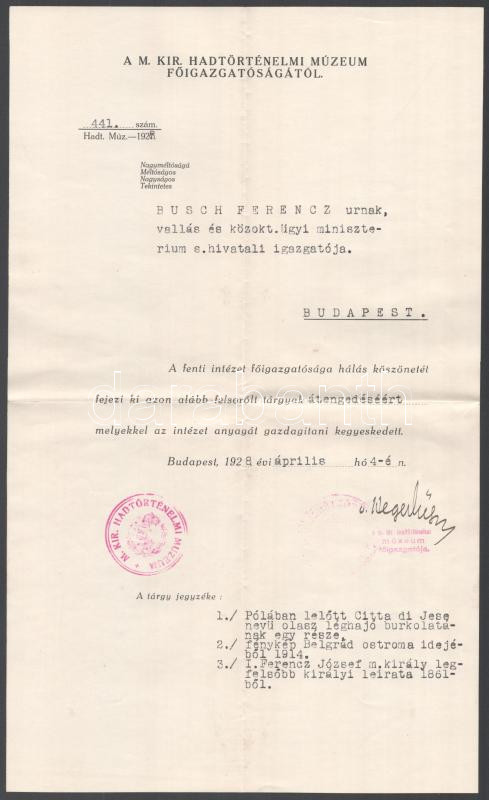 A M. KIR. HADTÖRTÉNELMI MÚZEUM
FŐIGAZGATÓSÁGÁTÓL.
441. szám.
Hadt. Múz.—1928
Nagyméltóságú
Méltóságos
Nagyságos
Tekintetes
BUSCH FERENCZ urnak,
vallás és közokt.ügyi miniszte-
rium s.hivatali igazgatója.
BUDAPEST.
A fenti intézet főigazgatósága hálás köszönetét
fejezi ki azon alább felsorolt tárgyak átengedéséért
melyekkel az intézet anyagát gazdagítani kegyeskedett.
Budapest, 1928 évi április hó 4-é n.
M. KIR. HADTÖRTÉNELMI MÚZEUM
múzeum
főigazgatója.
A tárgy jegyzéke:
1./ Pólában lelőtt Citta di Jese
nevü olasz léghajó burkolatá-
nak egy része.
2./ fénykép Belgrád ostroma idejé-
ből 1914.
3./ I.Ferencz József m.király leg-
felsőbb királyi leirata 1861-
ből.
darabanth